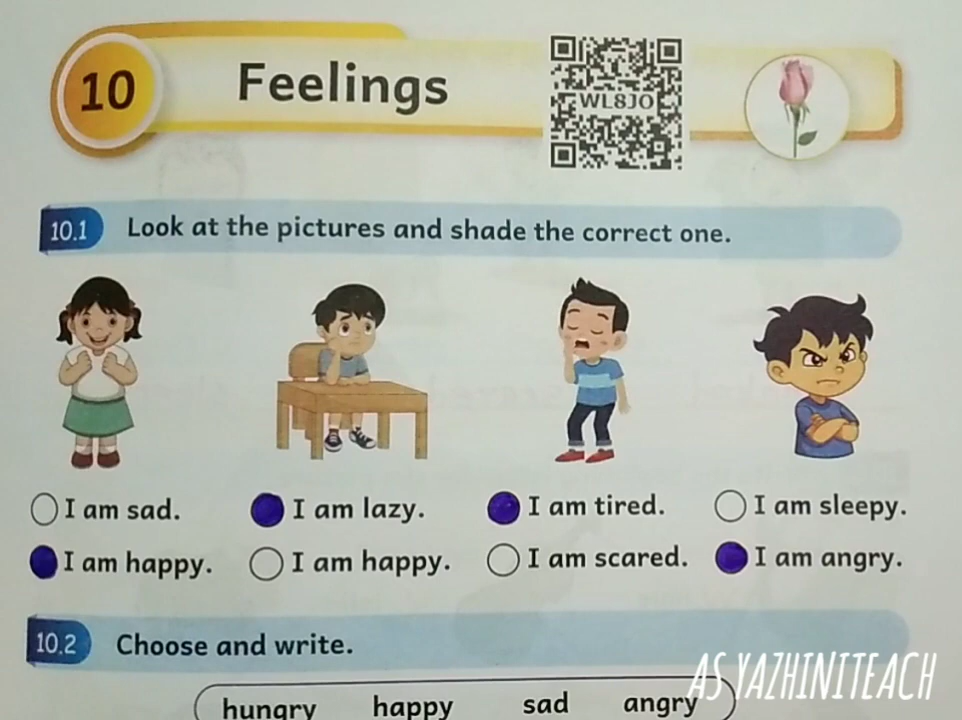 10 Feelings
WL8JO
10.1 Look at the pictures and shade the correct one.
I am sad. I am lazy. I am tired. I am sleepy.
I am happy. I am happy. I am scared. I am angry.
10.2 Choose and write.
hungry happy sad angry
AS YAZHINITEACH